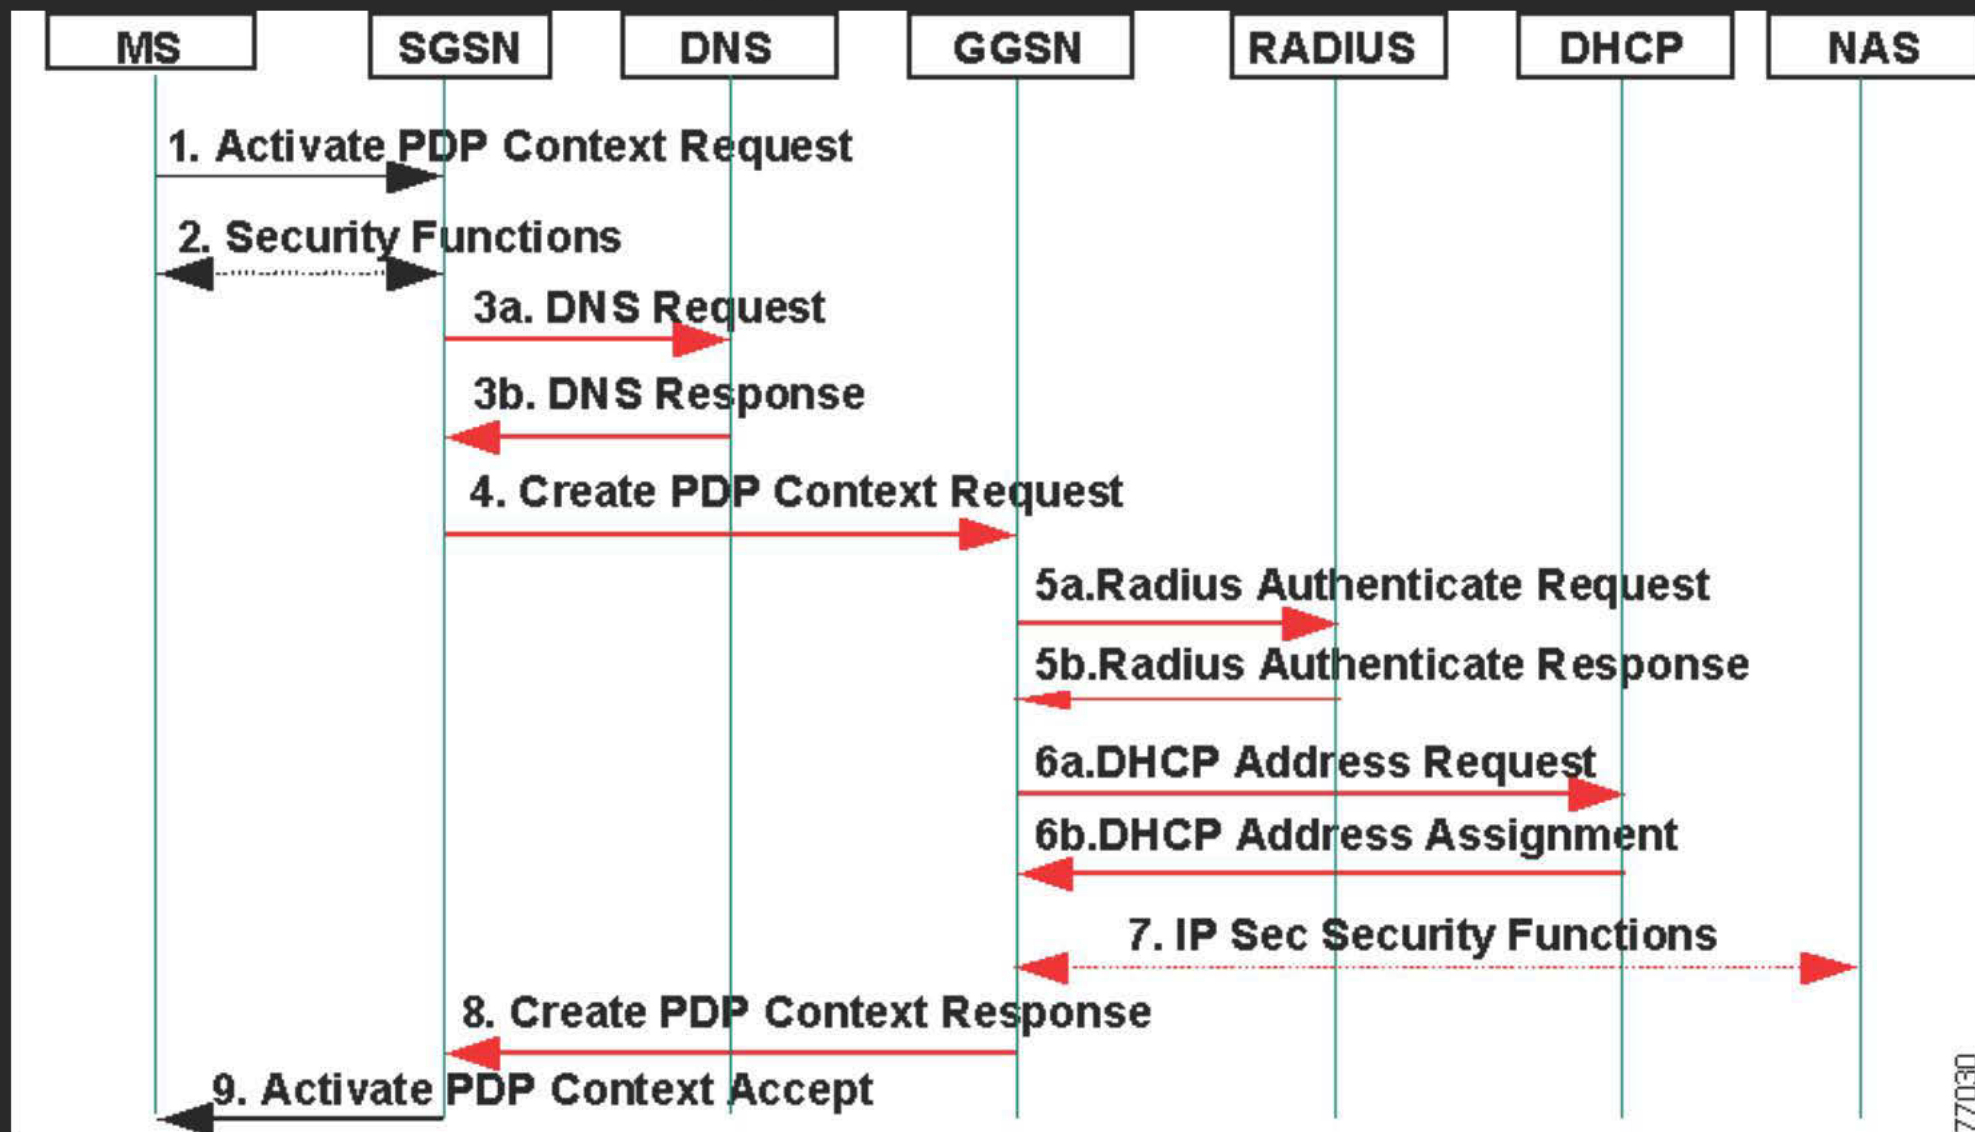 MS SGSN DNS GGSN RADIUS DHCP NAS
1. Activate PDP Context Request
2. Security Functions
3a. DNS Request
3b. DNS Response
4. Create PDP Context Request
5a.Radius Authenticate Request
5b.Radius Authenticate Response
6a.DHCP Address Request
6b.DHCP Address Assignment
7. IP Sec Security Functions
8. Create PDP Context Response
9. Activate PDP Context Accept
77030